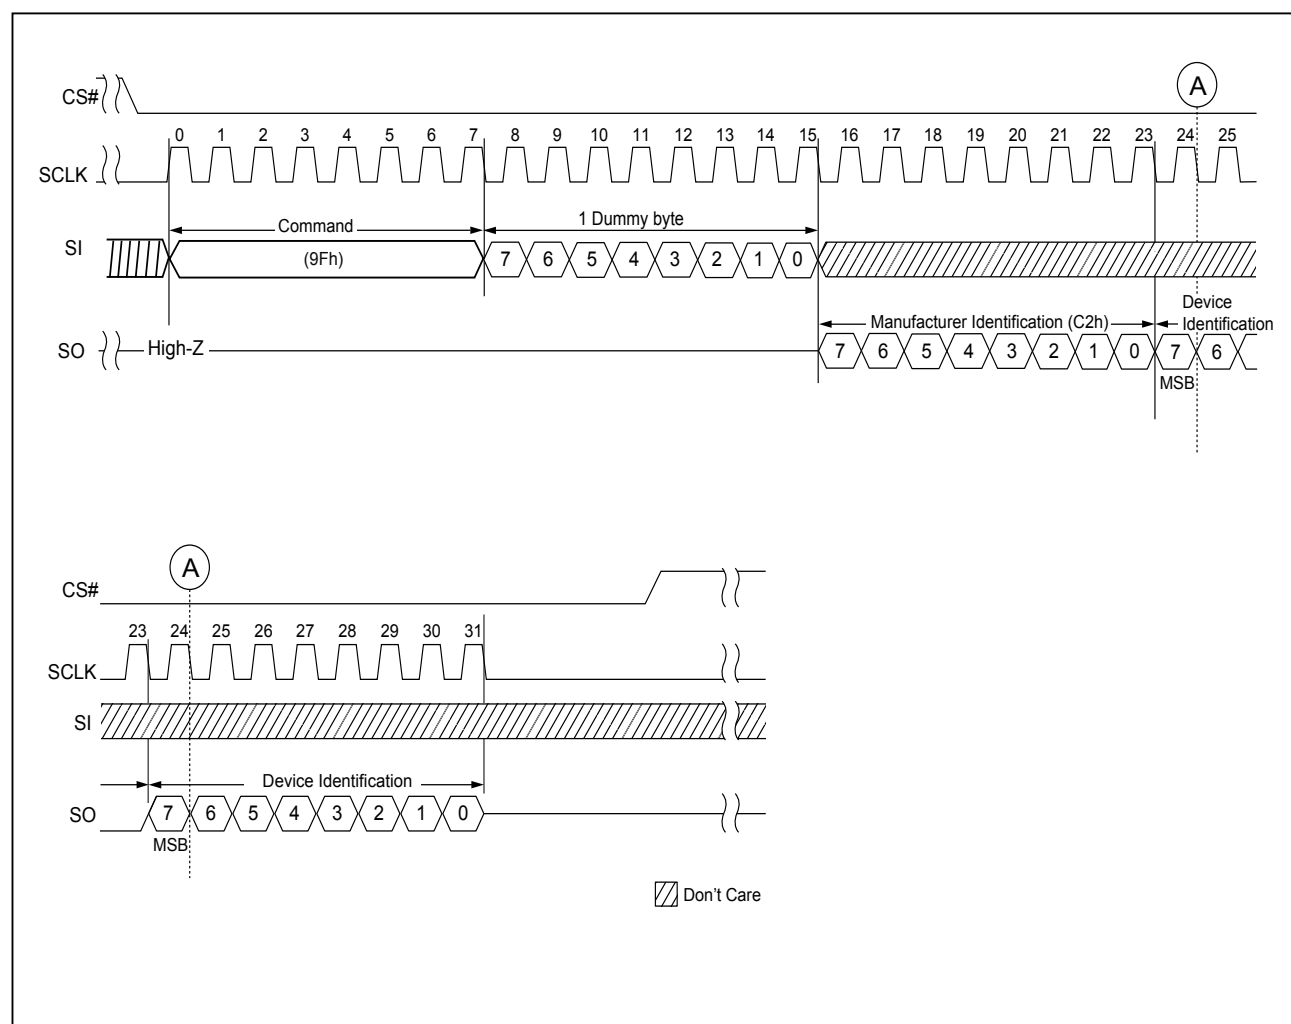 A
CS#
0 1 2 3 4 5 6 7 8 9 10 11 12 13 14 15 16 17 18 19 20 21 22 23 24 25
SCLK
Command 1 Dummy byte
SI (9Fh) 7 6 5 4 3 2 1 0
Manufacturer Identification (C2h) Device Identification
SO High-Z 7 6 5 4 3 2 1 0 7 6
MSB
A
CS#
23 24 25 26 27 28 29 30 31
SCLK
SI
Device Identification
SO 7 6 5 4 3 2 1 0
MSB
Don't Care